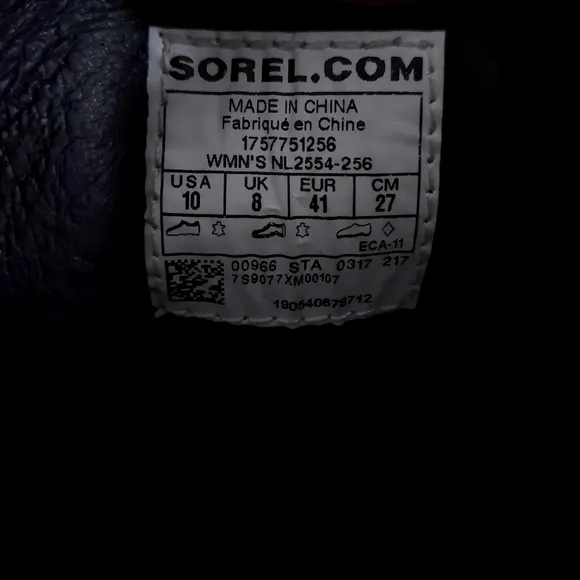 SOREL.COM
MADE IN CHINA
Fabriqué en Chine
1757751256
WMN'S NL2554-256
USA UK EUR CM
10 8 41 27
ECA-11
00966 STA 0317 217
7S9077XM00107
190540679712